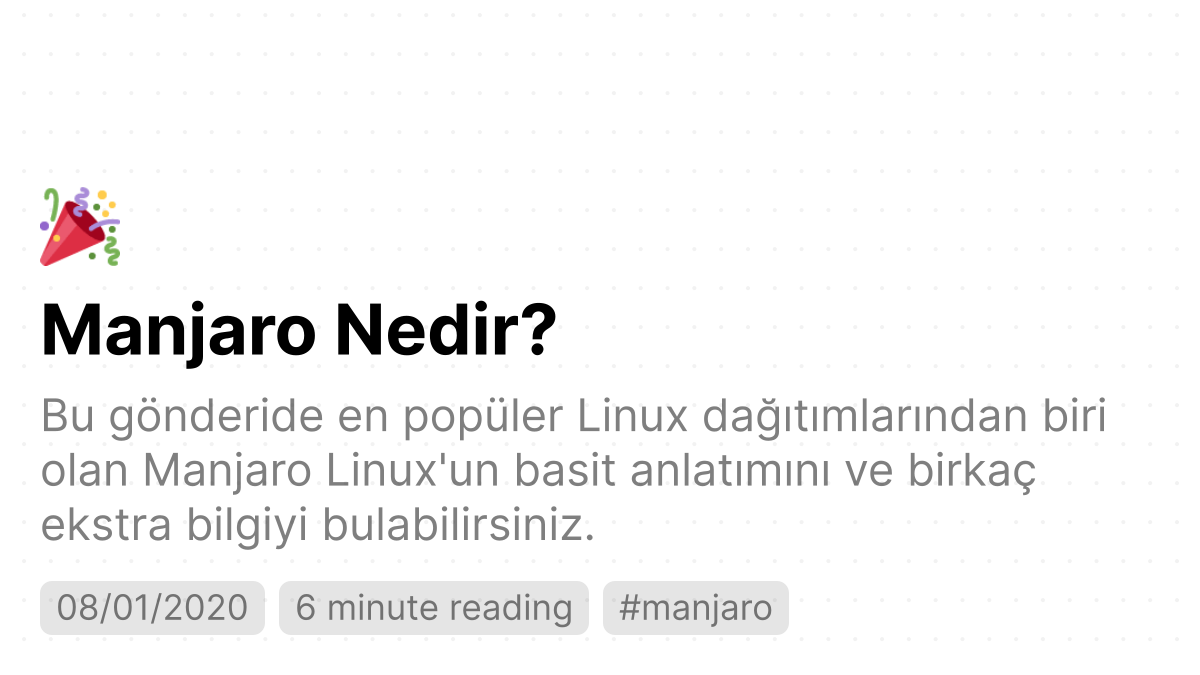 Manjaro Nedir?
Bu gönderide en popüler Linux dağıtımlarından biri
olan Manjaro Linux'un basit anlatımını ve birkaç
ekstra bilgiyi bulabilirsiniz.
08/01/2020 6 minute reading #manjaro